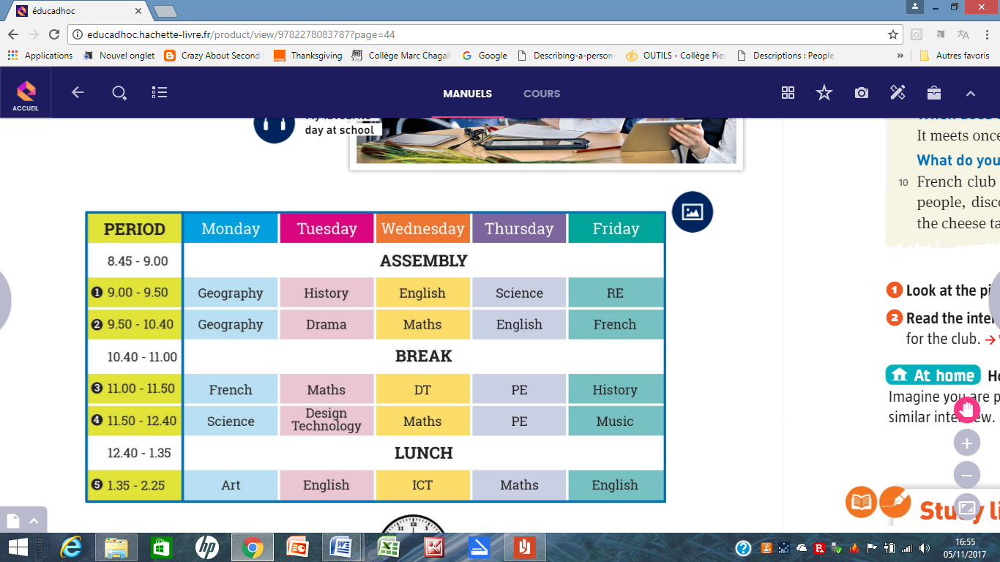 éducadhoc
educadhoc.hachette-livre.fr/product/view/9782278083787?page=44
Applications Nouvel onglet Crazy About Second Thanksgiving Collège Marc Chagall Google Describing-a-person- OUTILS - Collège Pier Descriptions : People » Autres favoris
ACCUEIL
MANUELS COURS
day at school
It meets once
What do you
10 French club
people, disc
the cheese ta
PERIOD Monday Tuesday Wednesday Thursday Friday
8.45 - 9.00 ASSEMBLY
1 9.00 - 9.50 Geography History English Science RE
2 9.50 - 10.40 Geography Drama Maths English French
10.40 - 11.00 BREAK
3 11.00 - 11.50 French Maths DT PE History
4 11.50 - 12.40 Science Design Technology Maths PE Music
12.40 - 1.35 LUNCH
5 1.35 - 2.25 Art English ICT Maths English
1 Look at the pi
2 Read the inte
for the club. →
At home Ho
Imagine you are p
similar interview.
Study li
11 12 1
16:55
05/11/2017